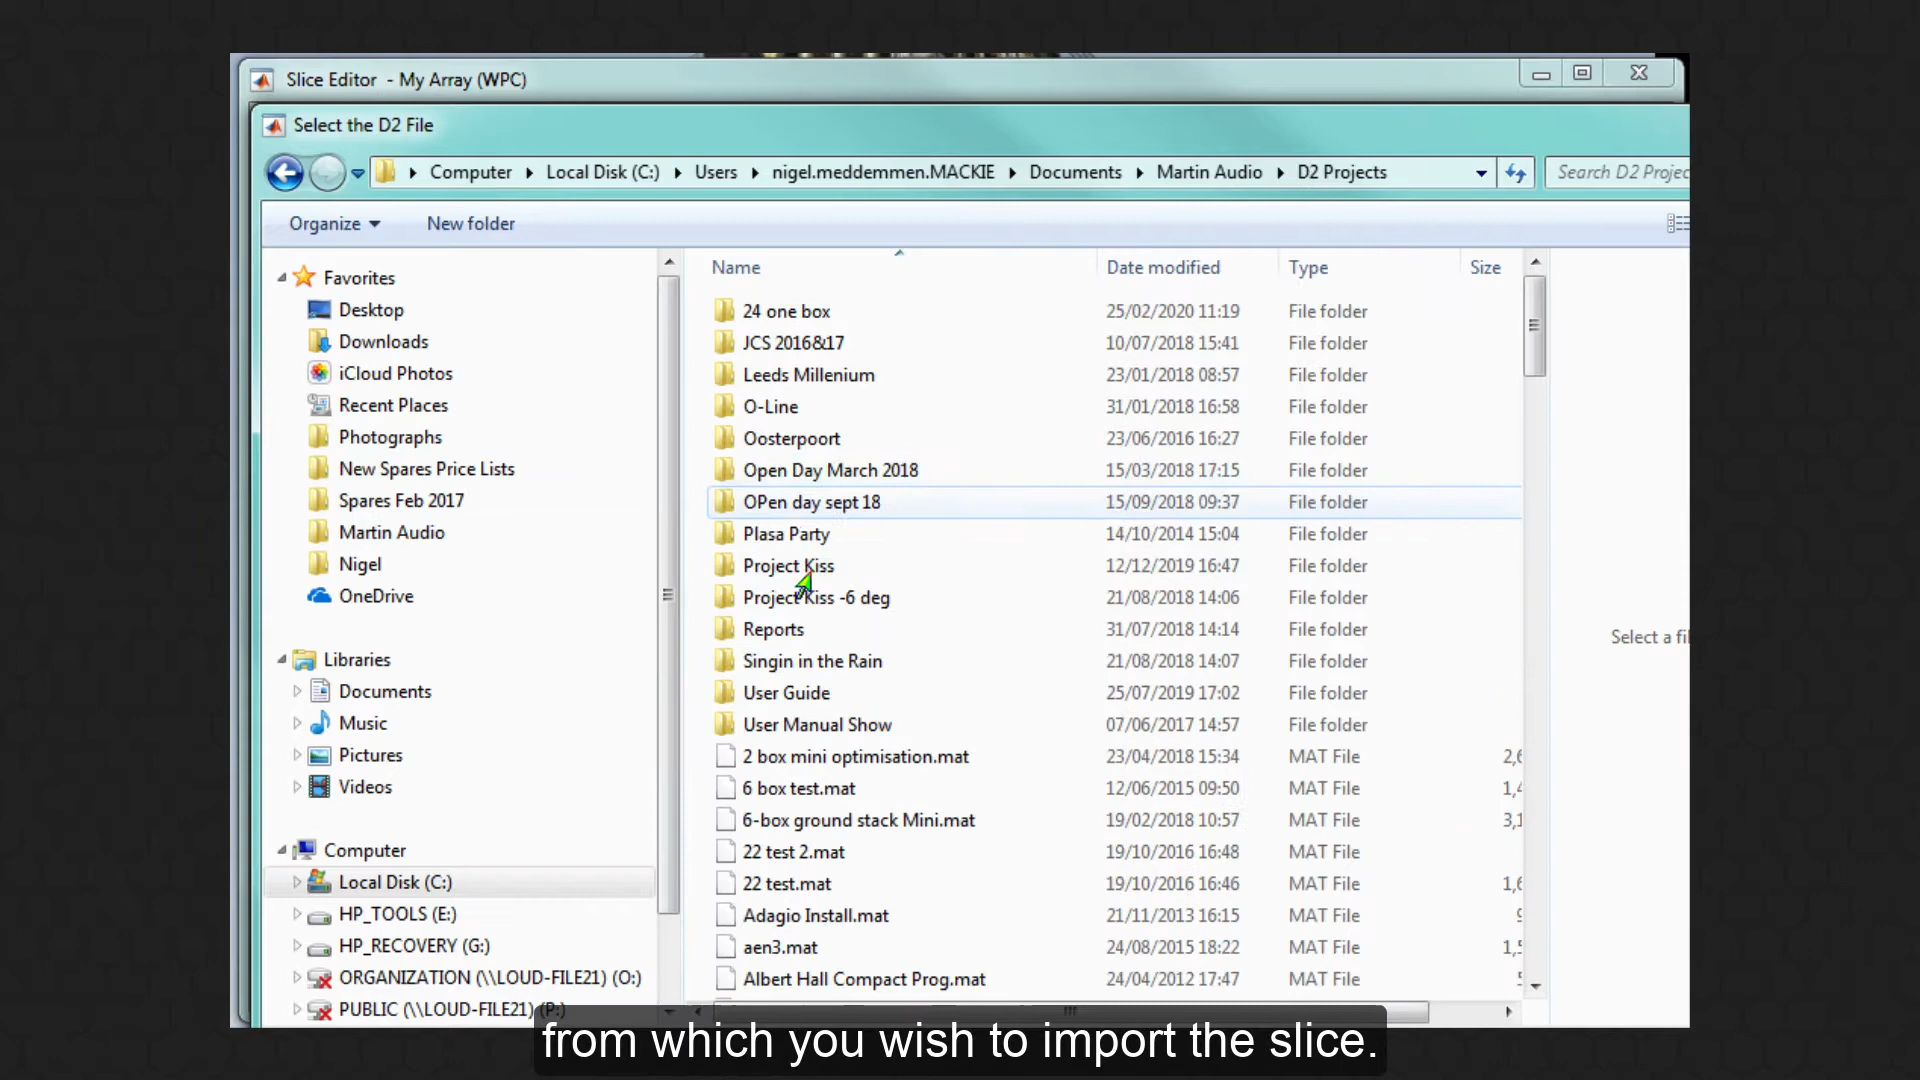 Slice Editor - My Array (WPC)
Select the D2 File
Computer Local Disk (C:) Users nigel.meddemmen.MACKIE Documents Martin Audio D2 Projects Search D2 Projec
Organize New folder
Name Date modified Type Size
Favorites
Desktop
Downloads
iCloud Photos
Recent Places
Photographs
New Spares Price Lists
Spares Feb 2017
Martin Audio
Nigel
OneDrive
Libraries
Documents
Music
Pictures
Videos
Computer
Local Disk (C:)
HP_TOOLS (E:)
HP_RECOVERY (G:)
ORGANIZATION (\\LOUD-FILE21) (O:)
PUBLIC (\\LOUD-FILE21) (P:)
24 one box 25/02/2020 11:19 File folder
JCS 2016&17 10/07/2018 15:41 File folder
Leeds Millenium 23/01/2018 08:57 File folder
O-Line 31/01/2018 16:58 File folder
Oosterpoort 23/06/2016 16:27 File folder
Open Day March 2018 15/03/2018 17:15 File folder
OPen day sept 18 15/09/2018 09:37 File folder
Plasa Party 14/10/2014 15:04 File folder
Project Kiss 12/12/2019 16:47 File folder
Project Kiss -6 deg 21/08/2018 14:06 File folder
Reports 31/07/2018 14:14 File folder
Singin in the Rain 21/08/2018 14:07 File folder
User Guide 25/07/2019 17:02 File folder
User Manual Show 07/06/2017 14:57 File folder
2 box mini optimisation.mat 23/04/2018 15:34 MAT File 2,6
6 box test.mat 12/06/2015 09:50 MAT File 1,4
6-box ground stack Mini.mat 19/02/2018 10:57 MAT File 3,1
22 test 2.mat 19/10/2016 16:48 MAT File
22 test.mat 19/10/2016 16:46 MAT File 1,6
Adagio Install.mat 21/11/2013 16:15 MAT File 9
aen3.mat 24/08/2015 18:22 MAT File 1,5
Albert Hall Compact Prog.mat 24/04/2012 17:47 MAT File 5
Select a fil
from which you wish to import the slice.